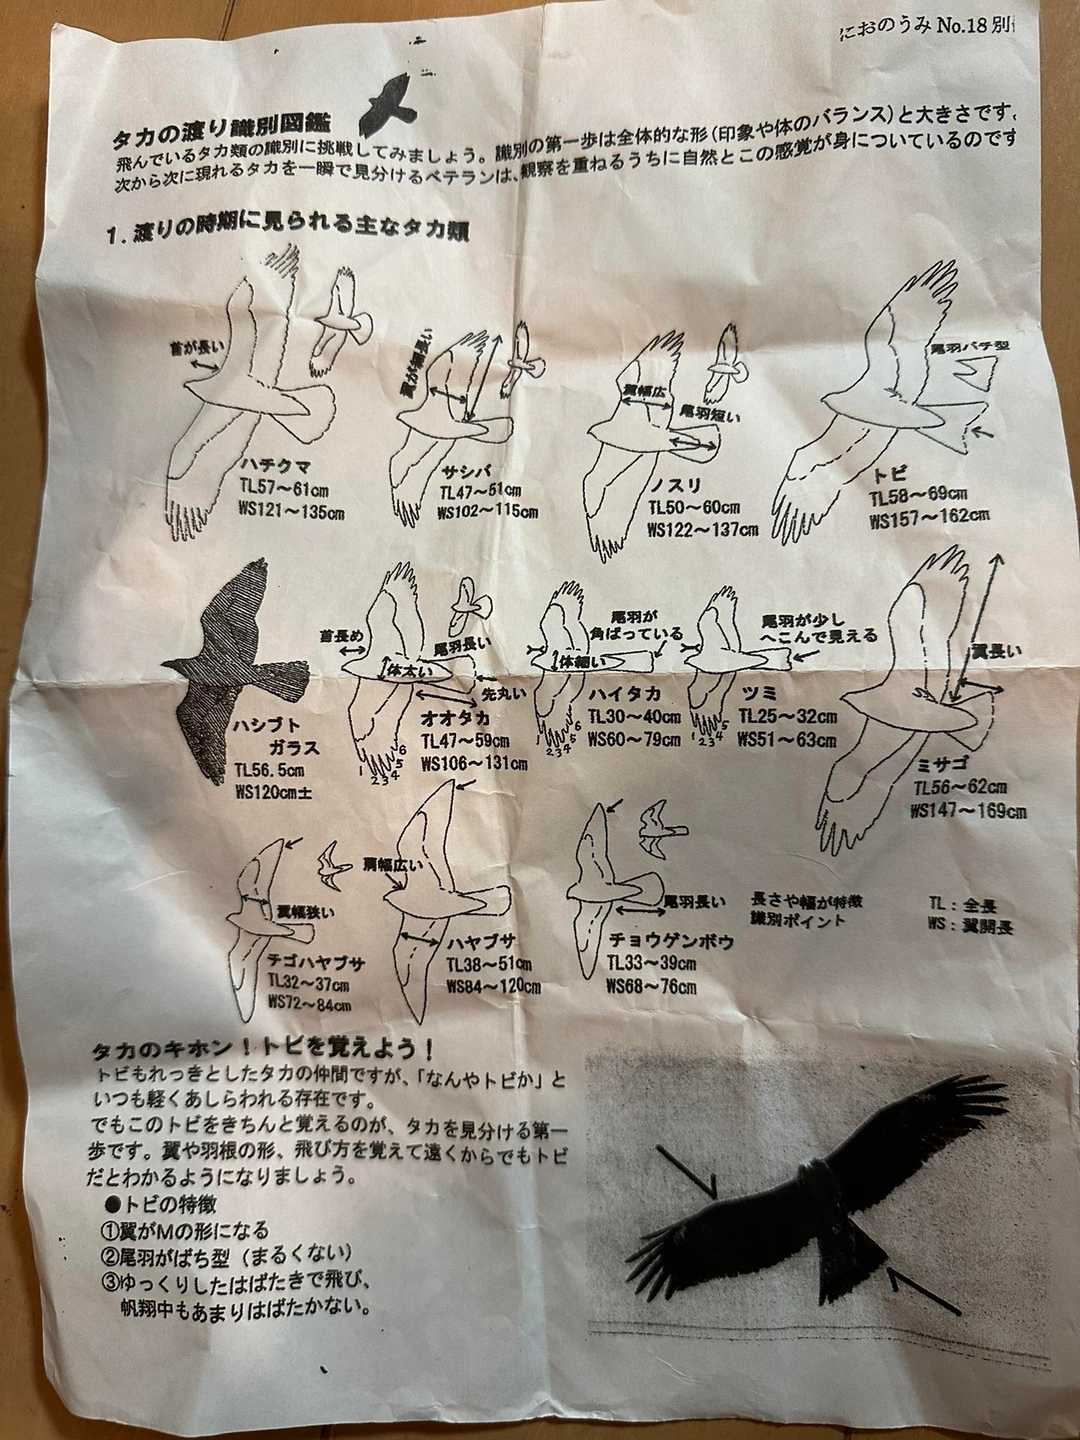 におのうみ No.18 別
タカの渡り識別図鑑
飛んでいるタカ類の識別に挑戦してみましょう。識別の第一歩は全体的な形(印象や体のバランス)と大きさです。
次から次に現れるタカを一瞬で見分けるベテランは、観察を重ねるうちに自然とこの感覚が身についているのです
1.渡りの時期に見られる主なタカ類
首が長い
ハチクマ
TL57～61cm
WS121～135cm
翼が細長い
サシバ
TL47～51cm
WS102～115cm
翼幅広
尾羽短い
ノスリ
TL50～60cm
WS122～137cm
尾羽バチ型
トビ
TL58～69cm
WS157～162cm
ハシブト
ガラス
TL56.5cm
WS120cm±
首長め
体太い
尾羽長い
先丸い
オオタカ
TL47～59cm
WS106～131cm
1 2 3 4 5 6
尾羽が
角ばっている
体細い
ハイタカ
TL30～40cm
WS60～79cm
1 2 3 4 5 6
尾羽が少し
へこんで見える
ツミ
TL25～32cm
WS51～63cm
1 2 3 4 5
翼長い
ミサゴ
TL56～62cm
WS147～169cm
翼幅狭い
チゴハヤブサ
TL32～37cm
WS72～84cm
肩幅広い
ハヤブサ
TL38～51cm
WS84～120cm
尾羽長い
チョウゲンボウ
TL33～39cm
WS68～76cm
長さや幅が特徴
識別ポイント
TL:全長
WS:翼開長
タカのキホン!トビを覚えよう!
トビもれっきとしたタカの仲間ですが、「なんやトビか」と
いつも軽くあしらわれる存在です。
でもこのトビをきちんと覚えるのが、タカを見分ける第一
歩です。翼や羽根の形、飛び方を覚えて遠くからでもトビ
だとわかるようになりましょう。
●トビの特徴
①翼がMの形になる
②尾羽がばち型(まるくない)
③ゆっくりしたはばたきで飛び、
帆翔中もあまりはばたかない。